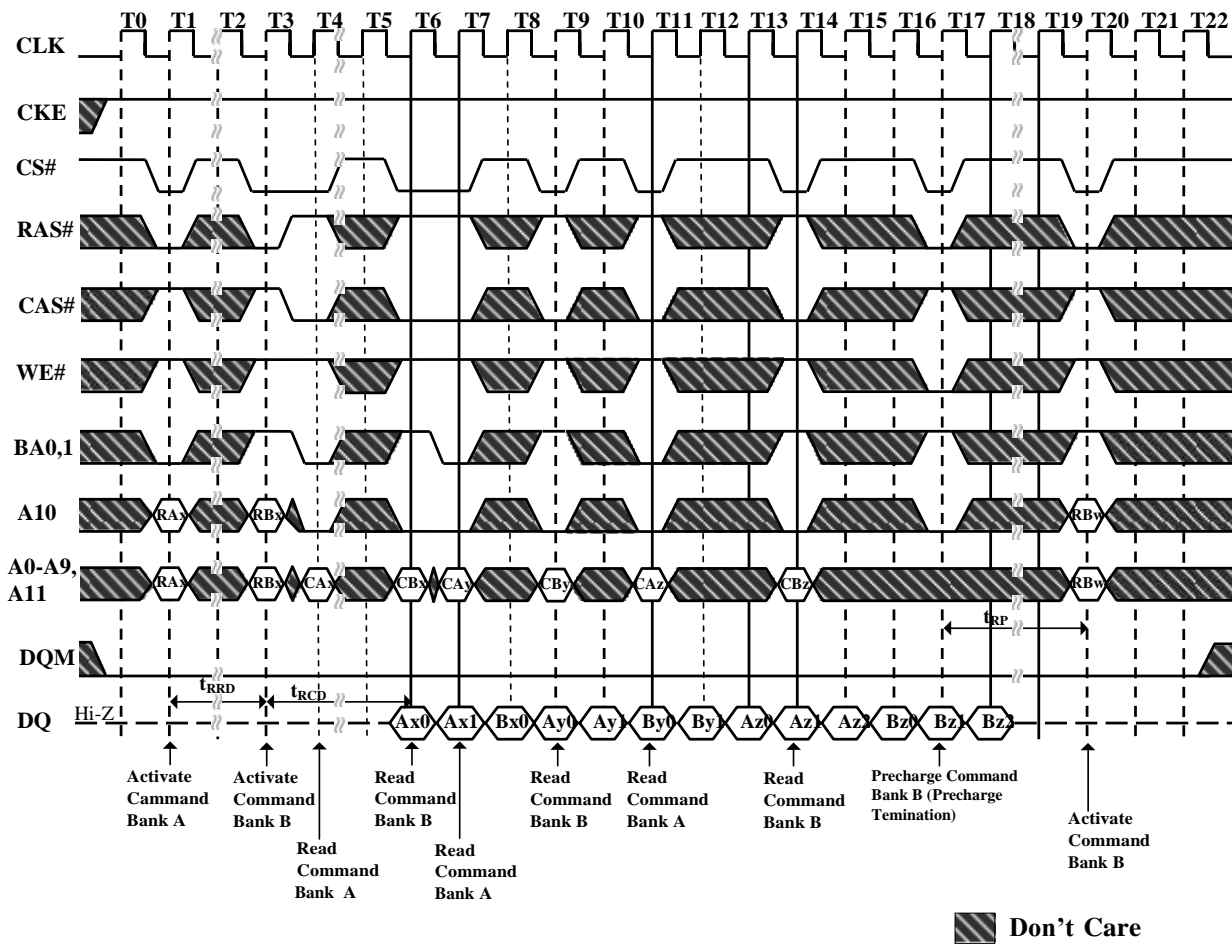 T0 T1 T2 T3 T4 T5 T6 T7 T8 T9 T10 T11 T12 T13 T14 T15 T16 T17 T18 T19 T20 T21 T22
CLK
CKE
CS#
RAS#
CAS#
WE#
BA0,1
A10 RAx RBx RBw
A0-A9,
A11 RAx RBx CAx CBx CAy CBy CAz CBz RBw
tRP
DQM
tRRD tRCD
DQ Hi-Z Ax0 Ax1 Bx0 Ay0 Ay1 By0 By1 Az0 Az1 Az2 Bz0 Bz1 Bz2
Activate
Cammand
Bank A
Activate
Command
Bank B
Read
Command
Bank B
Read
Command
Bank B
Read
Command
Bank A
Read
Command
Bank B
Precharge Command
Bank B (Precharge
Temination)
Activate
Command
Bank B
Read
Command
Bank A
Read
Command
Bank A
Don't Care